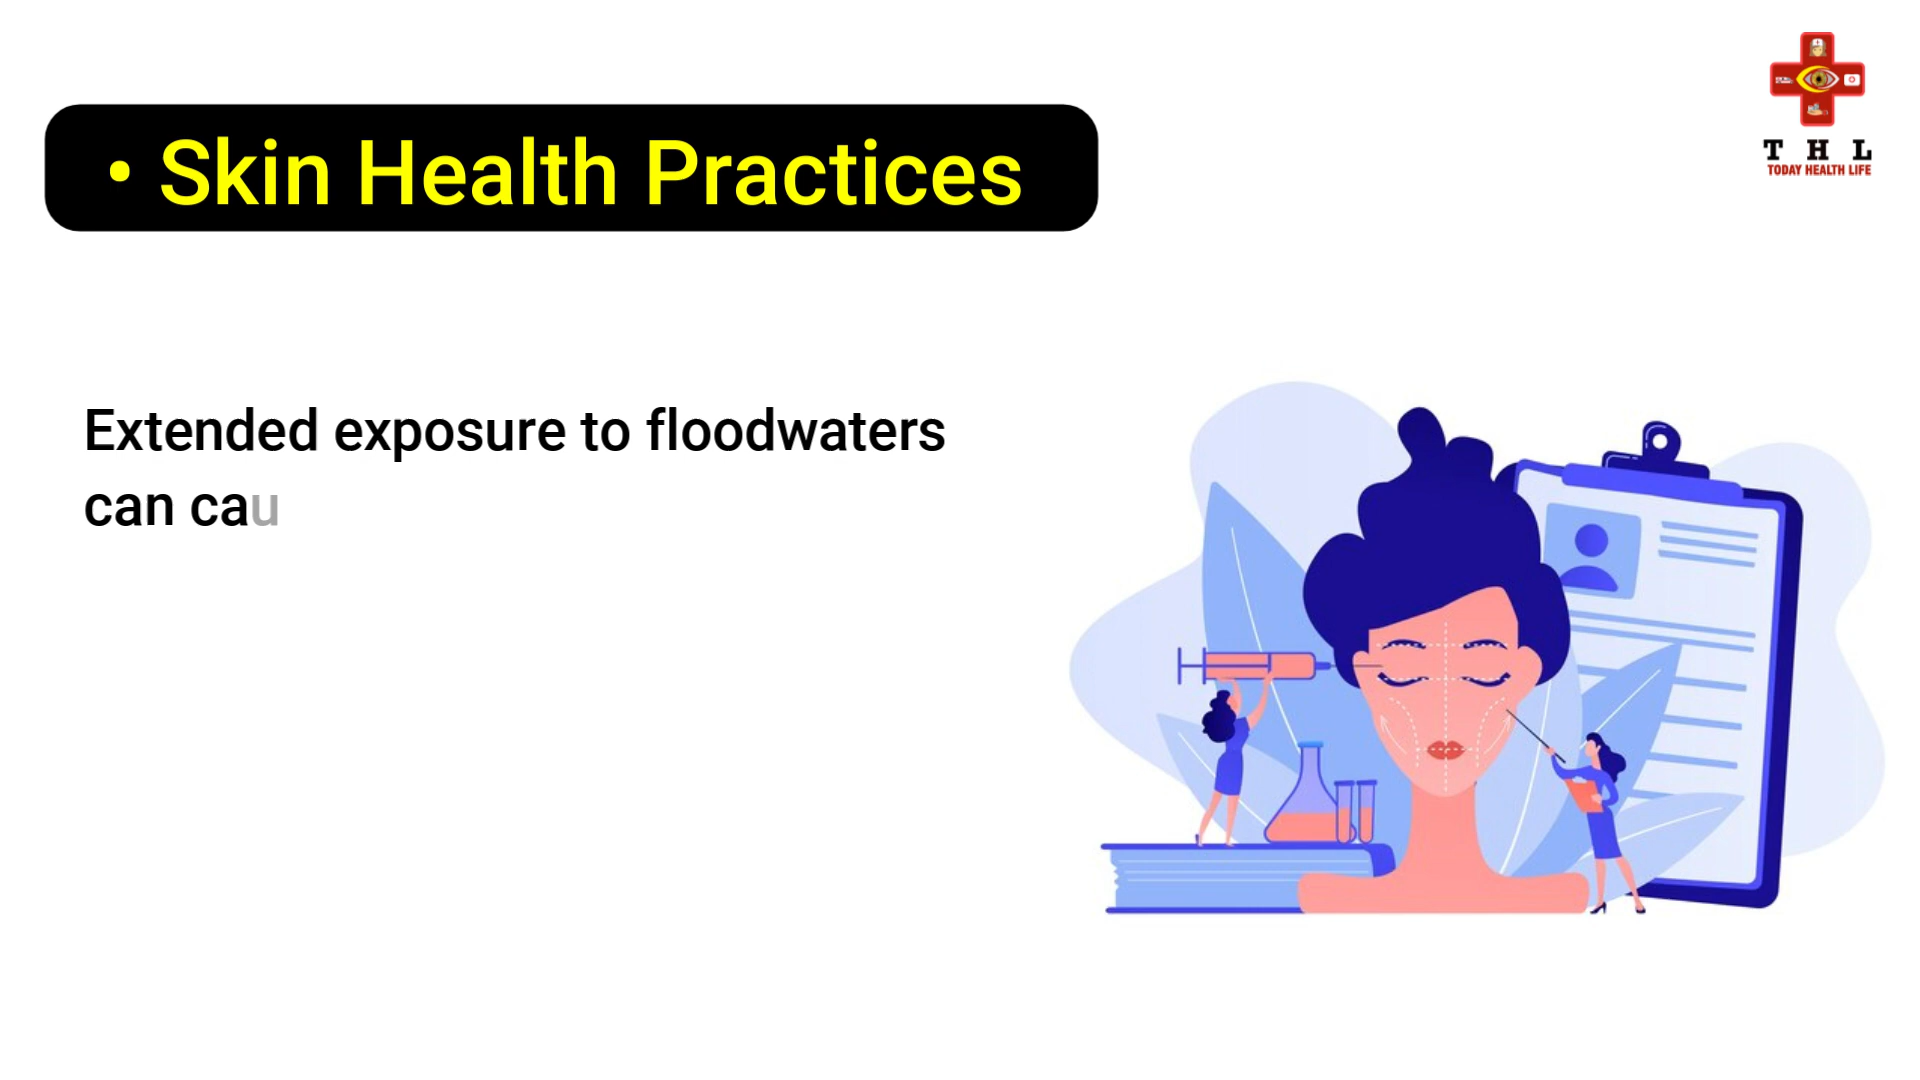 • Skin Health Practices
T H L
TODAY HEALTH LIFE
Extended exposure to floodwaters
can cau